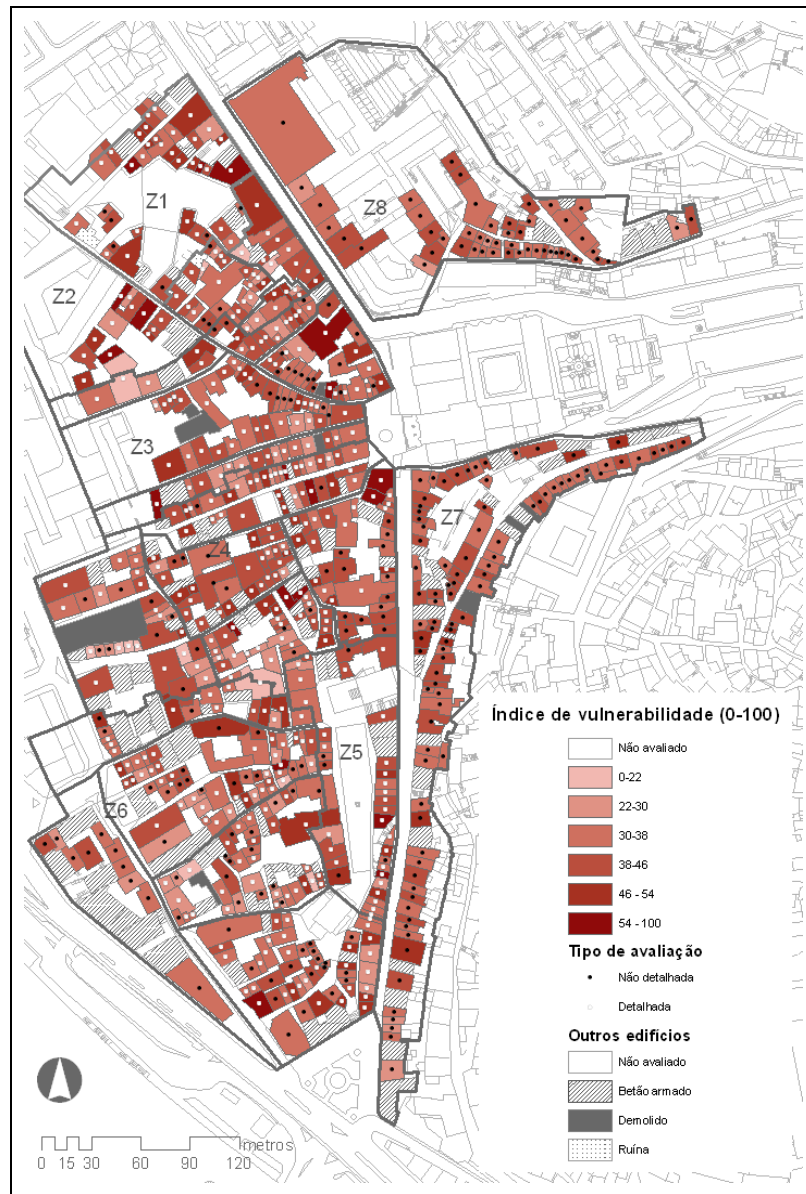 Z1
Z8
Z2
Z3
Z7
Z4
Z5
Z6
Índice de vulnerabilidade (0-100)
Não avaliado
0-22
22-30
30-38
38-46
46 - 54
54 - 100
Tipo de avaliação
Não detalhada
Detalhada
Outros edifícios
Não avaliado
Betão armado
Demolido
Ruína
metros
0 15 30 60 90 120